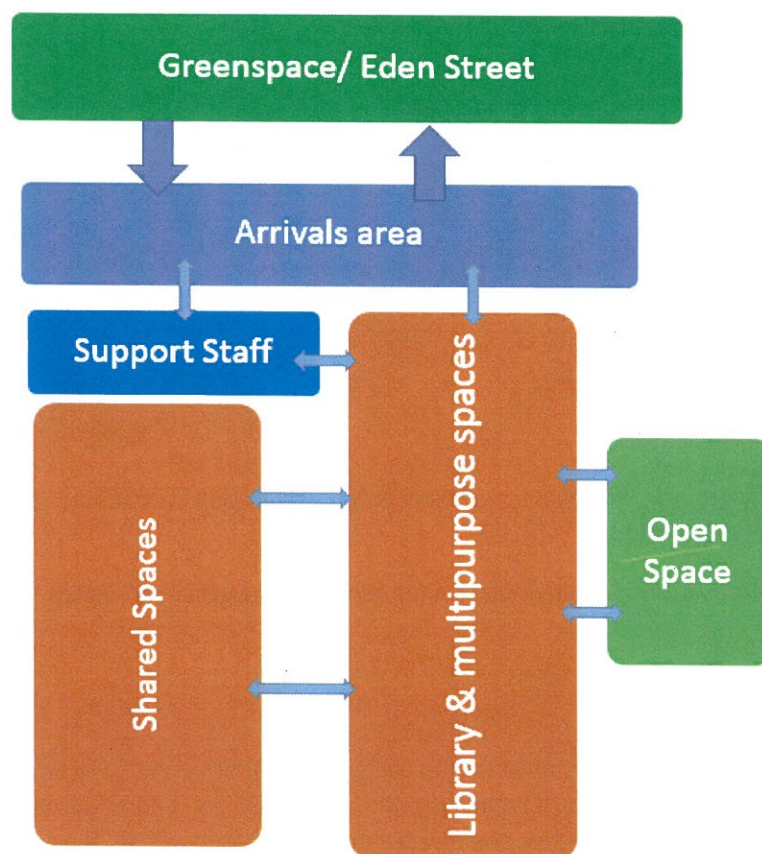 Greenspace/ Eden Street
Arrivals area
Support Staff
Library & multipurpose spaces
Shared Spaces
Open
Space